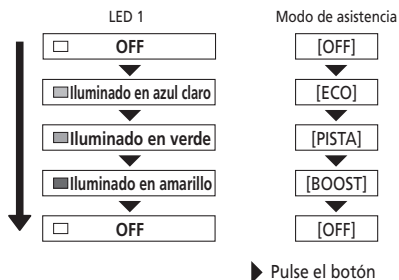 LED 1 Modo de asistencia
OFF [OFF]
Iluminado en azul claro [ECO]
Iluminado en verde [PISTA]
Iluminado en amarillo [BOOST]
OFF [OFF]
Pulse el botón